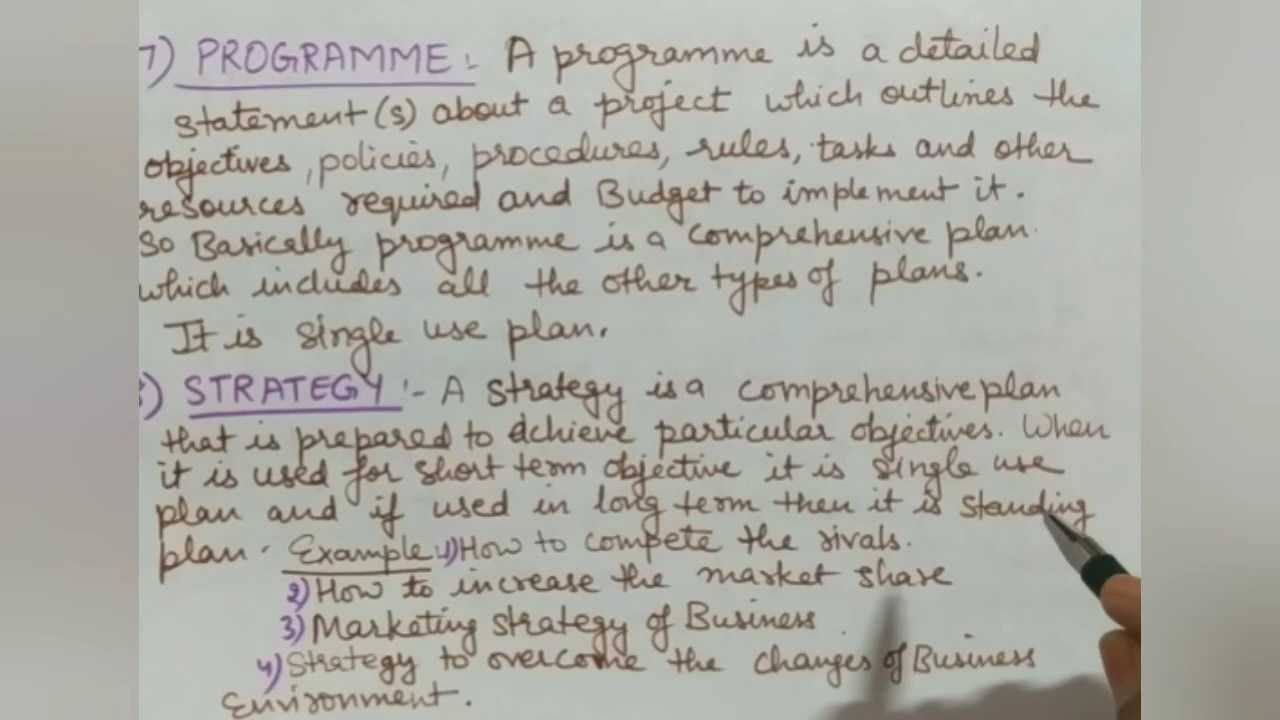 7) PROGRAMME :- A programme is a detailed
statement(s) about a project which outlines the
objectives, policies, procedures, rules, tasks and other
resources required and Budget to implement it.
So Basically programme is a comprehensive plan
which includes all the other types of plans.
It is single use plan.
8) STRATEGY :- A strategy is a comprehensive plan
that is prepared to achieve particular objectives. When
it is used for short term objective it is single use
plan and if used in long term then it is standing
plan. Example 1) How to compete the rivals.
2) How to increase the market share
3) Marketing strategy of Business
4) Strategy to overcome the changes of Business
Environment.